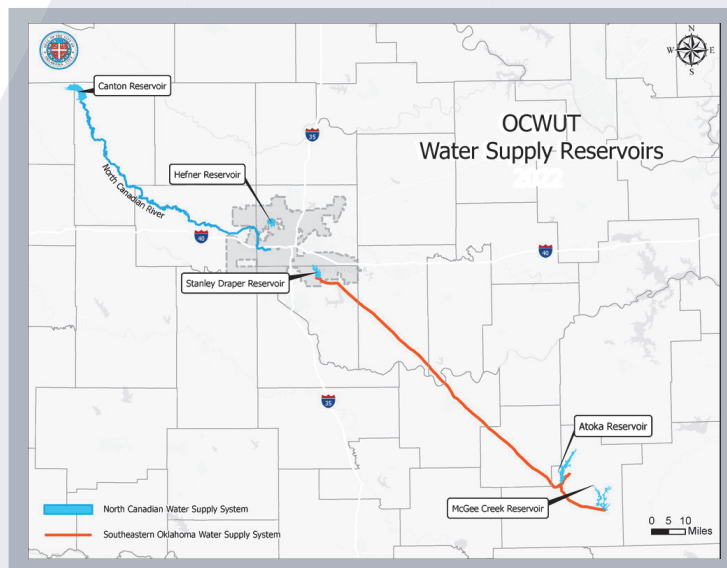 Canton Reservoir
N
W E
S
35
OCWUT
Water Supply Reservoirs
2022
Hefner Reservoir
North Canadian River
40
40
Stanley Draper Reservoir
35
Atoka Reservoir
McGee Creek Reservoir
North Canadian Water Supply System
Southeastern Oklahoma Water Supply System
0 5 10
Miles